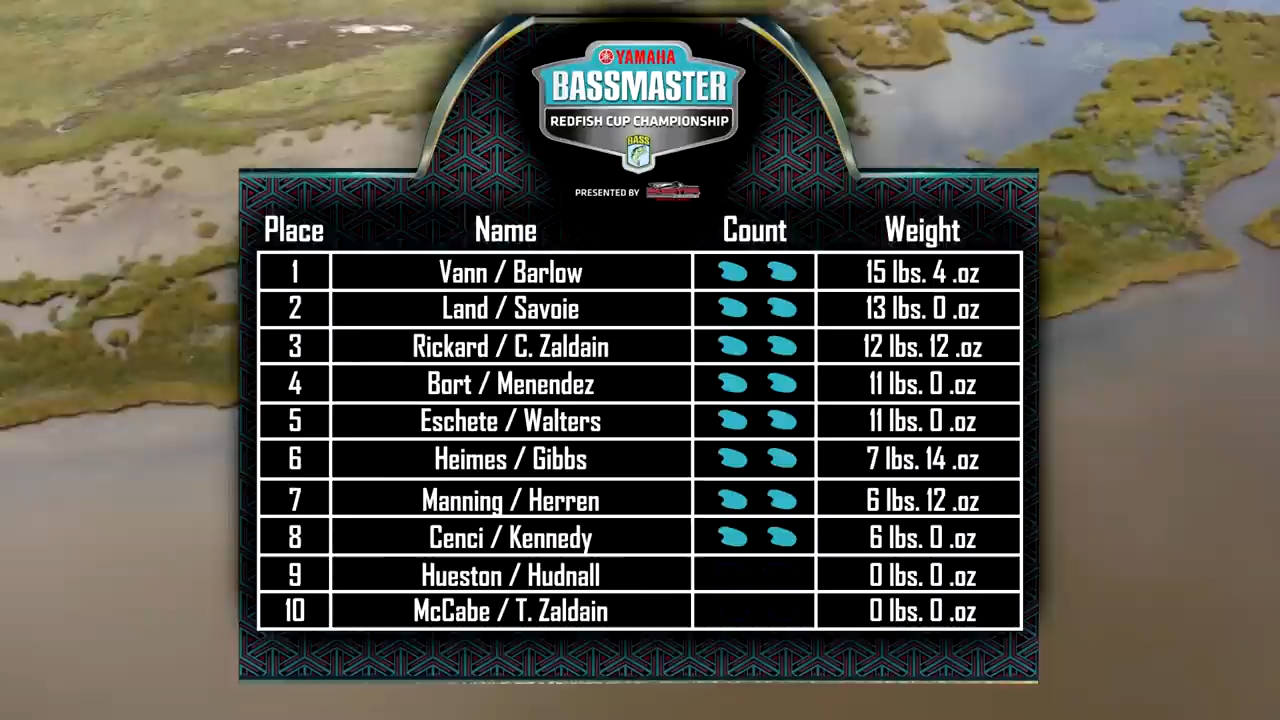 YAMAHA
BASSMASTER
REDFISH CUP CHAMPIONSHIP
BASS
PRESENTED BY
Place Name Count Weight
1 Vann / Barlow 15 lbs. 4 .oz
2 Land / Savoie 13 lbs. 0 .oz
3 Rickard / C. Zaldain 12 lbs. 12 .oz
4 Bort / Menendez 11 lbs. 0 .oz
5 Eschete / Walters 11 lbs. 0 .oz
6 Heimes / Gibbs 7 lbs. 14 .oz
7 Manning / Herren 6 lbs. 12 .oz
8 Cenci / Kennedy 6 lbs. 0 .oz
9 Hueston / Hudnall 0 lbs. 0 .oz
10 McCabe / T. Zaldain 0 lbs. 0 .oz